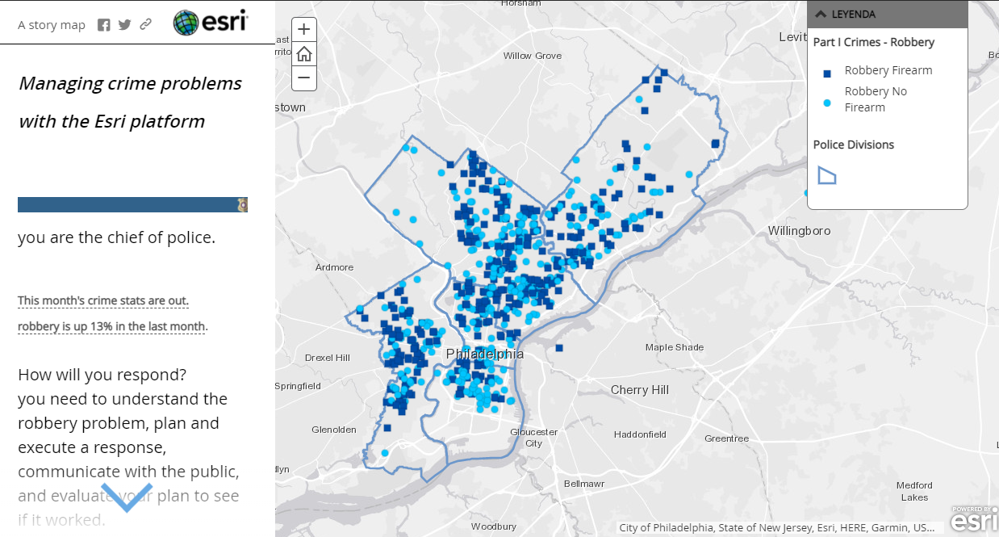 A story map
esri
Managing crime problems
with the Esri platform
you are the chief of police.
This month's crime stats are out.
robbery is up 13% in the last month.
How will you respond?
you need to understand the
robbery problem, plan and
execute a response,
communicate with the public,
and evaluate your plan to see
if it worked.
Horsham
Willow Grove
Levit
stown
Ardmore
Willingboro
Drexel Hill
Philadelphia
Maple Shade
Springfield
Cherry Hill
Glenolden
Gloucester
City
Haddonfield
Greentree
dlyn
Bellmawr
Medford
Lakes
Woodbury
LEYENDA
Part I Crimes - Robbery
Robbery Firearm
Robbery No
Firearm
Police Divisions
City of Philadelphia, State of New Jersey, Esri, HERE, Garmin, US...
POWERED BY
esri